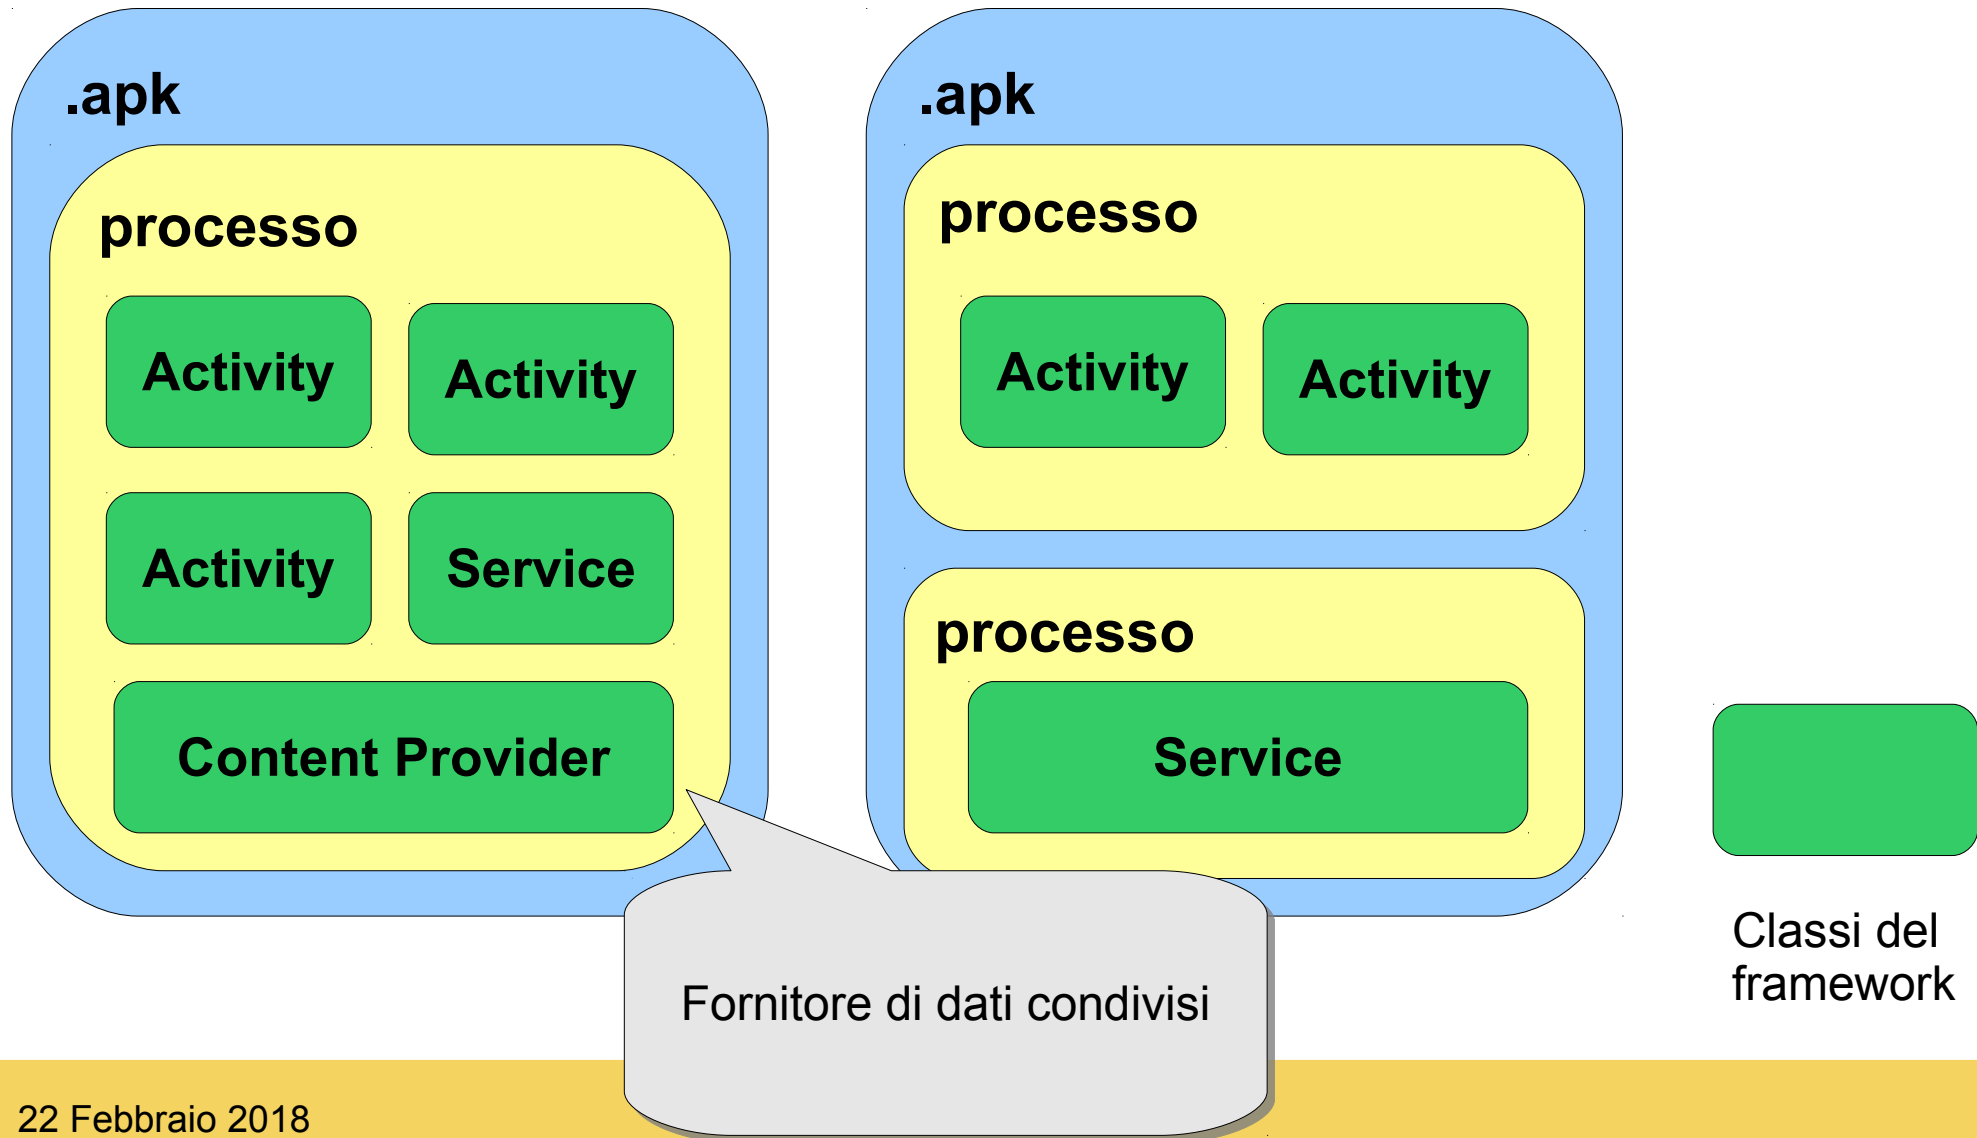 .apk
processo
Activity
Activity
Activity
Service
Content Provider
.apk
processo
Activity
Activity
processo
Service
Fornitore di dati condivisi
Classi del
framework
22 Febbraio 2018